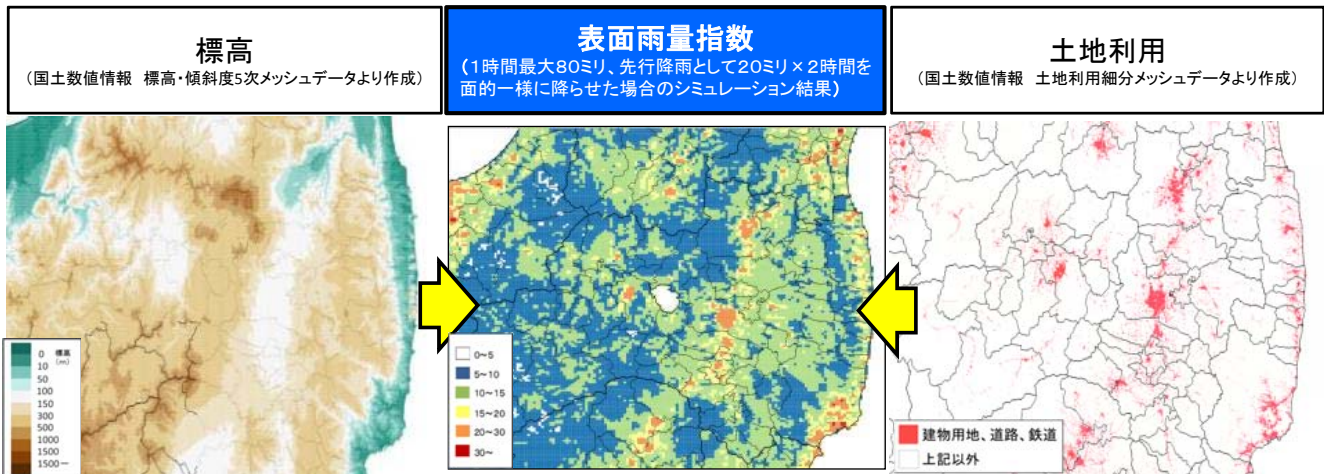 標高
(国土数値情報 標高・傾斜度5次メッシュデータより作成)
表面雨量指数
(1時間最大80ミリ、先行降雨として20ミリ×2時間を
面的一様に降らせた場合のシミュレーション結果)
土地利用
(国土数値情報 土地利用細分メッシュデータより作成)
0 標高
(m)
10
50
100
150
300
500
1000
1500
1500ー
0~5
5~10
10~15
15~20
20~30
30~
建物用地、道路、鉄道
上記以外